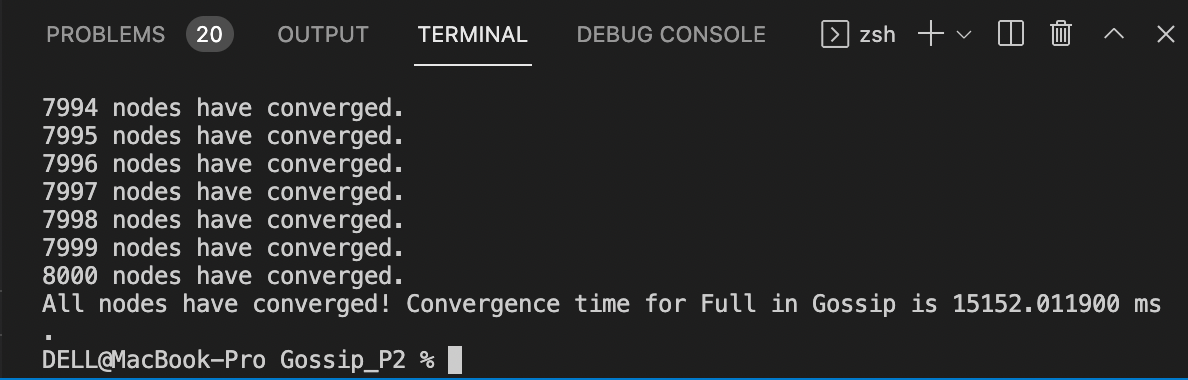 PROBLEMS 20 OUTPUT TERMINAL DEBUG CONSOLE zsh
7994 nodes have converged.
7995 nodes have converged.
7996 nodes have converged.
7997 nodes have converged.
7998 nodes have converged.
7999 nodes have converged.
8000 nodes have converged.
All nodes have converged! Convergence time for Full in Gossip is 15152.011900 ms
.
DELL@MacBook-Pro Gossip_P2 %